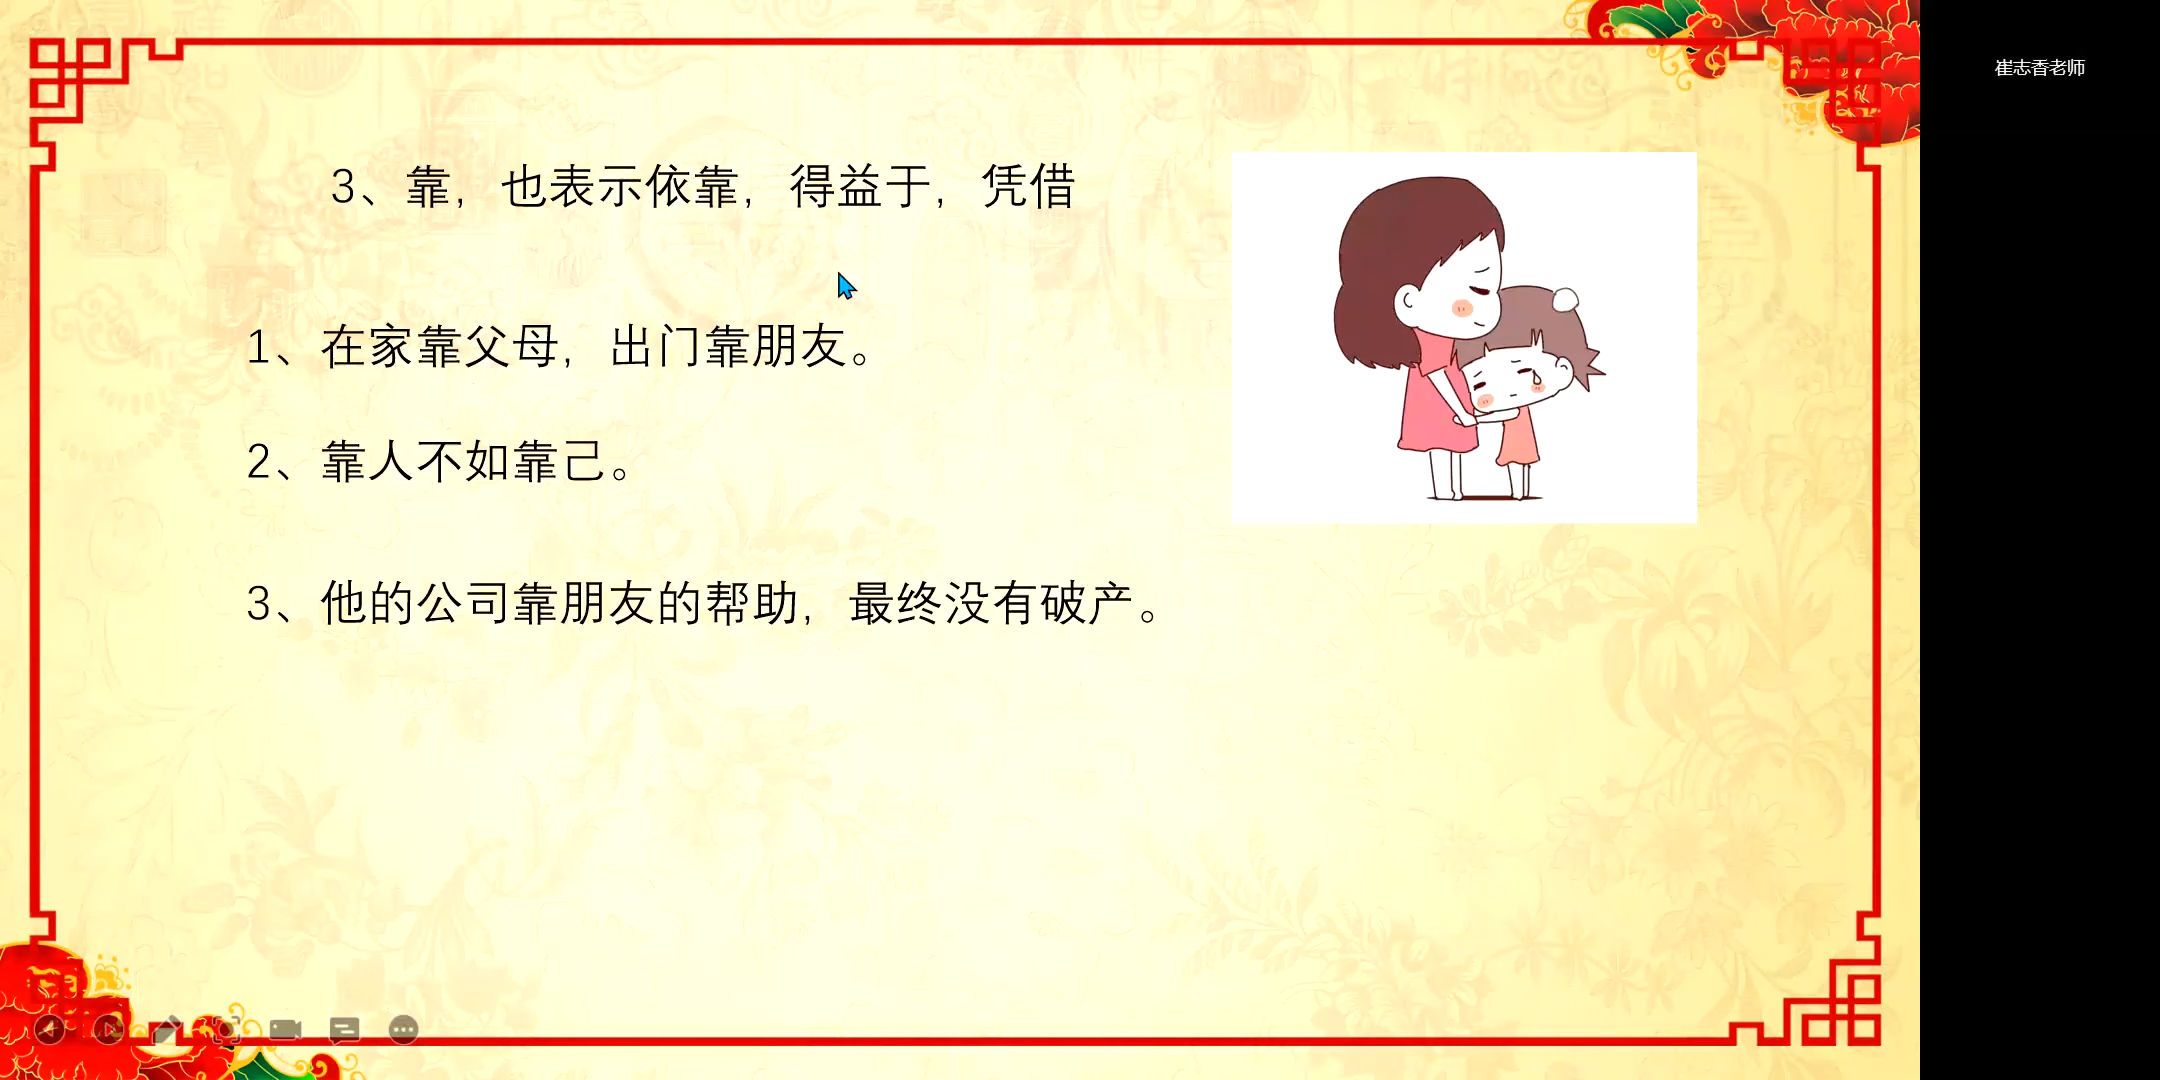 崔志香老师
3、靠，也表示依靠，得益于，凭借
1、在家靠父母，出门靠朋友。
2、靠人不如靠己。
3、他的公司靠朋友的帮助，最终没有破产。